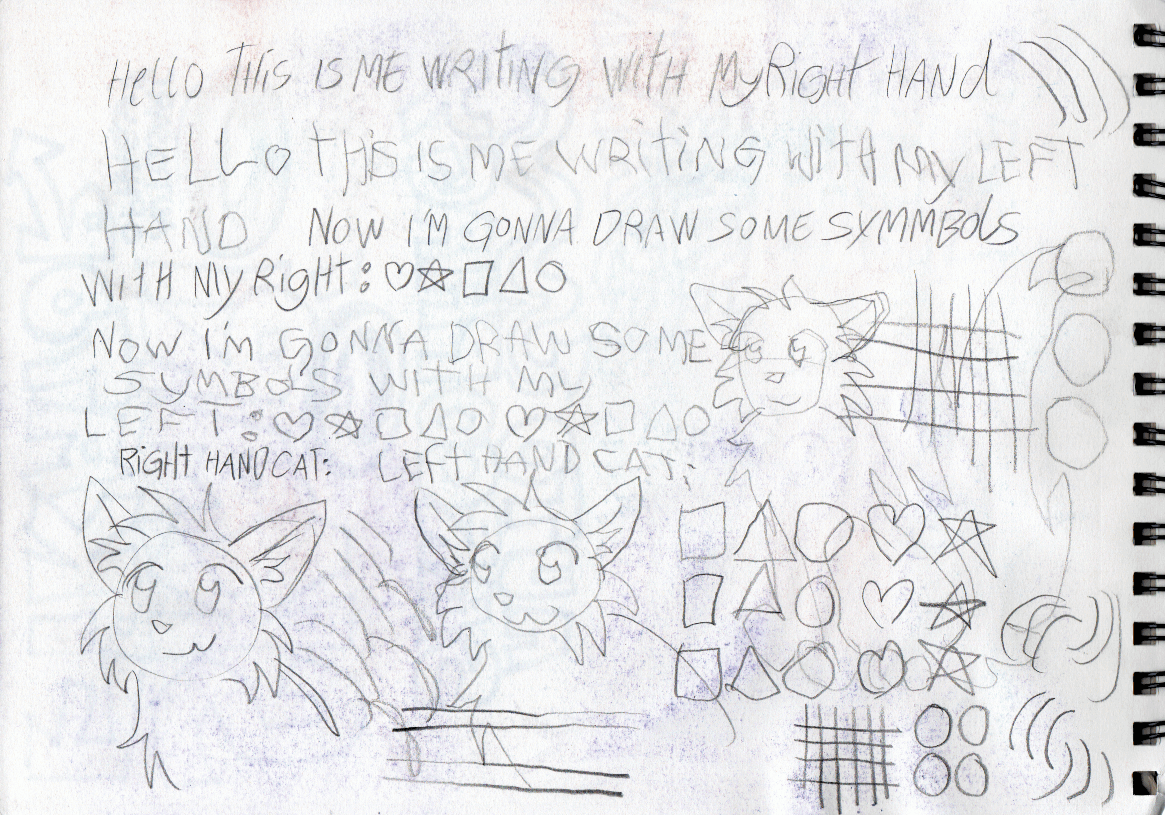 Hello THis IS ME WRITING WITH MyRight HAND
HELLO THIS IS ME WRITING WITH My LEFT
HAND NOW I'M GONNA DRAW SOME SYMMBOLS
WITH My Right: ♡☆□△○
NOW I'm GONNA DRAW SOME
SYMBOLS WITH MY
LEFT: ♡☆□△○ ♡☆□△○
RIGHT HAND CAT: LEFT HAND CAT: